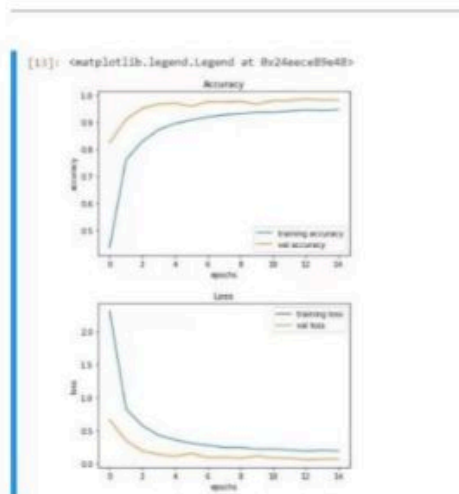 [13]: <matplotlib.legend.Legend at 0x24eece89e48>
Accuracy
1.0
0.9
0.8
0.7
0.6
0.5
accuracy
training accuracy
val accuracy
0 2 4 6 8 10 12 14
epochs
Loss
2.0
1.5
1.0
0.5
0.0
loss
training loss
val loss
0 2 4 6 8 10 12 14
epochs